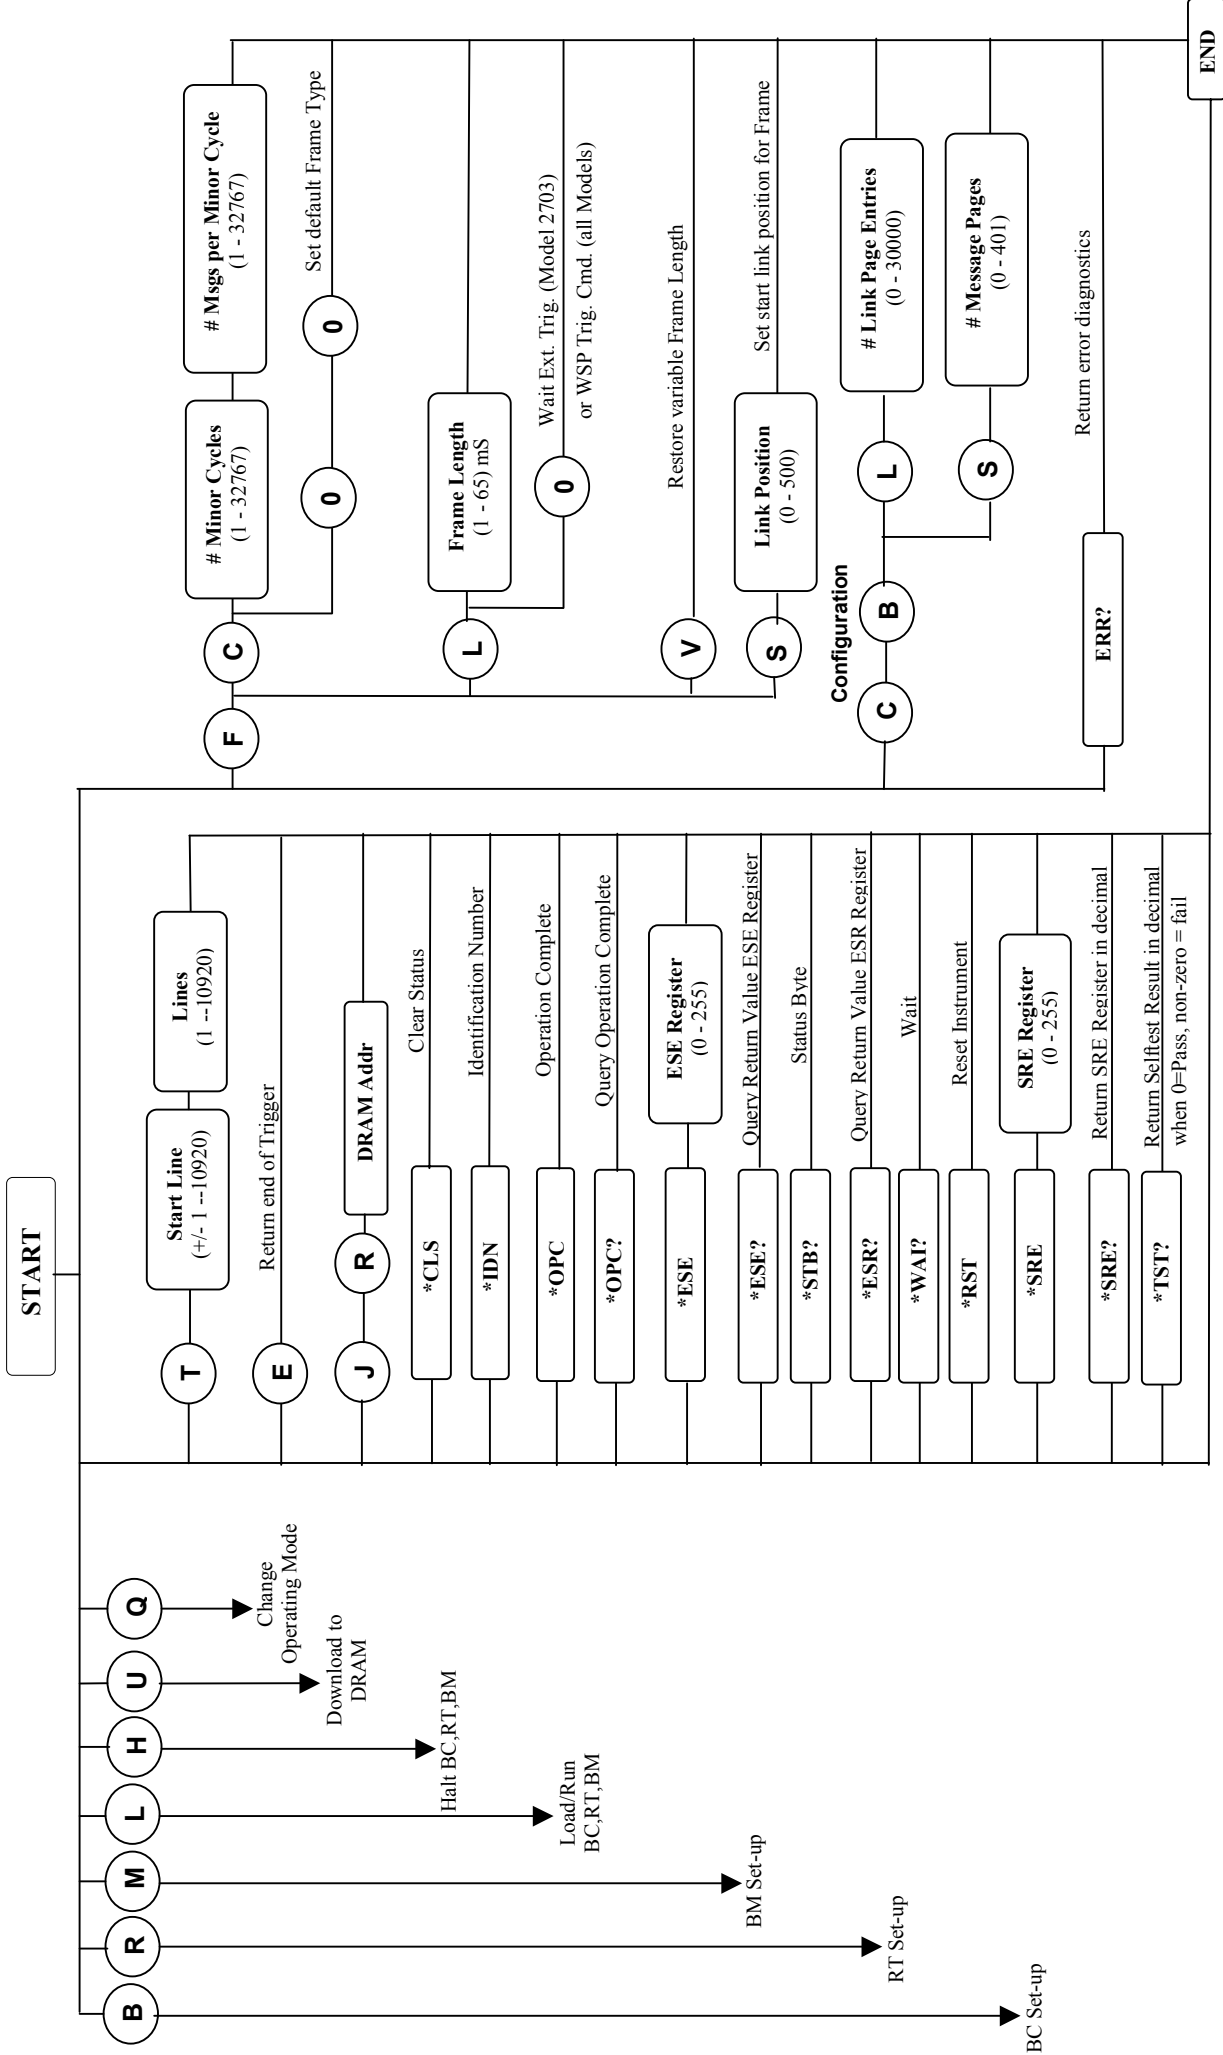 START
B
BC Set-up
R
RT Set-up
M
BM Set-up
L
Load/Run
BC,RT,BM
H
Halt BC,RT,BM
U
Download to
DRAM
Q
Change
Operating Mode
T
Start Line
(+/- 1 --10920)
Lines
(1 --10920)
E
Return end of Trigger
J
R
DRAM Addr
*CLS
Clear Status
*IDN
Identification Number
*OPC
Operation Complete
*OPC?
Query Operation Complete
*ESE
ESE Register
(0 - 255)
*ESE?
Query Return Value ESE Register
*STB?
Status Byte
*ESR?
Query Return Value ESR Register
*WAI?
Wait
*RST
Reset Instrument
*SRE
SRE Register
(0 - 255)
*SRE?
Return SRE Register in decimal
*TST?
Return Selftest Result in decimal
when 0=Pass, non-zero = fail
F
C
# Minor Cycles
(1 - 32767)
# Msgs per Minor Cycle
(1 - 32767)
0
0
Set default Frame Type
L
Frame Length
(1 - 65) mS
0
Wait Ext. Trig. (Model 2703)
or WSP Trig. Cmd. (all Models)
V
Restore variable Frame Length
S
Link Position
(0 - 500)
Set start link position for Frame
Configuration
C
B
L
# Link Page Entries
(0 - 30000)
S
# Message Pages
(0 - 401)
ERR?
Return error diagnostics
END